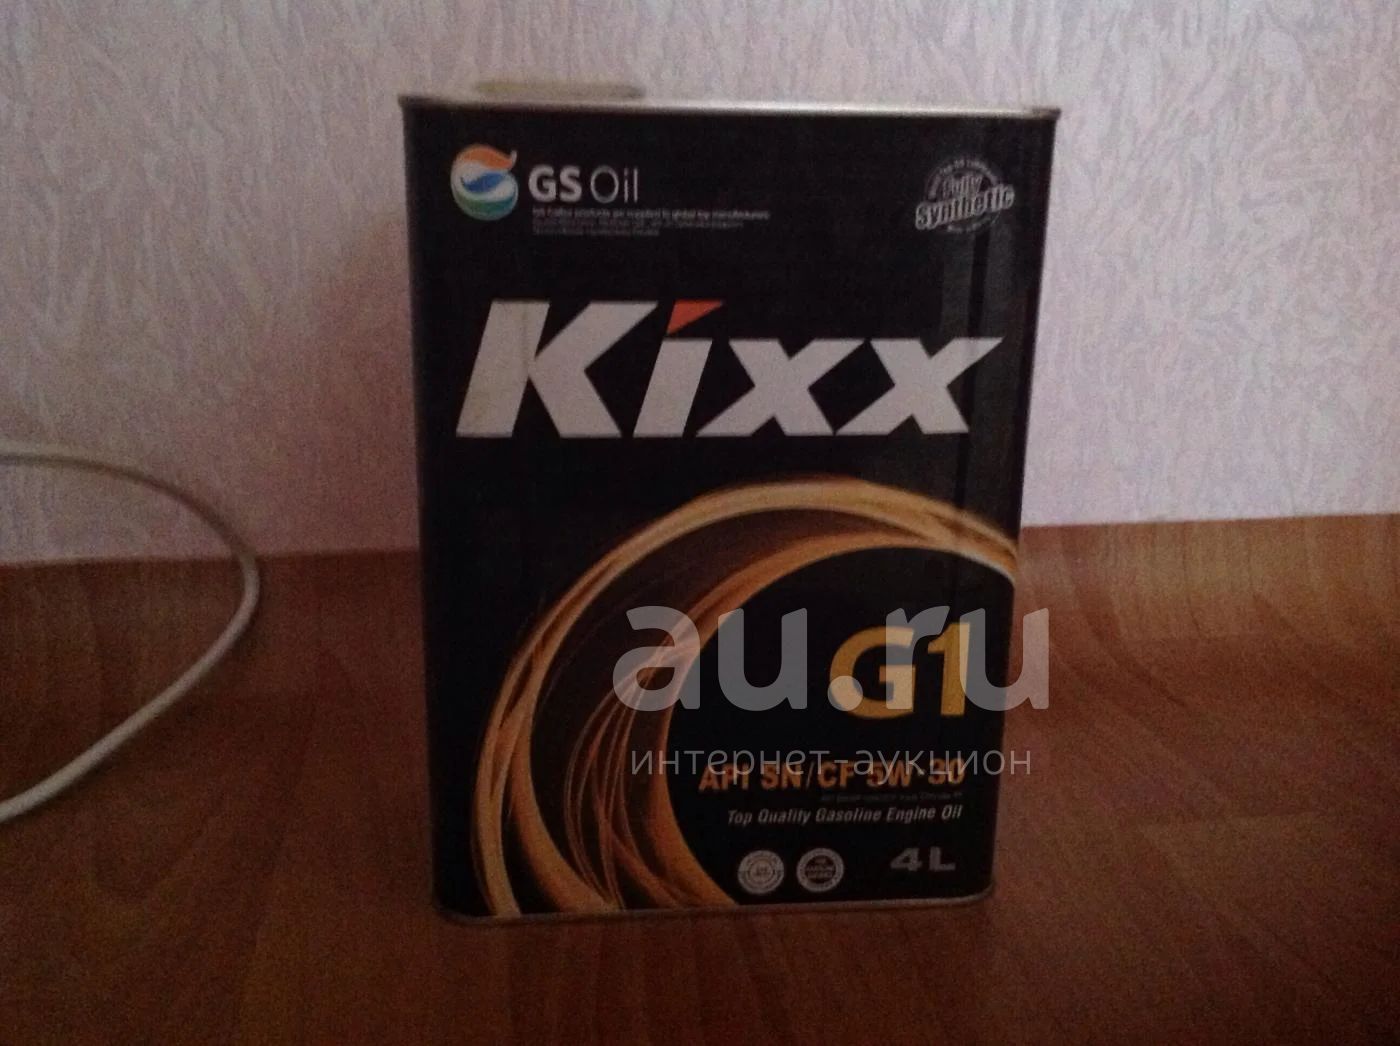 GS Oil
Fully
Synthetic
Kixx
G1
au.ru
интернет-аукцион
API SN/CF 5W-30
Top Quality Gasoline Engine Oil
4L